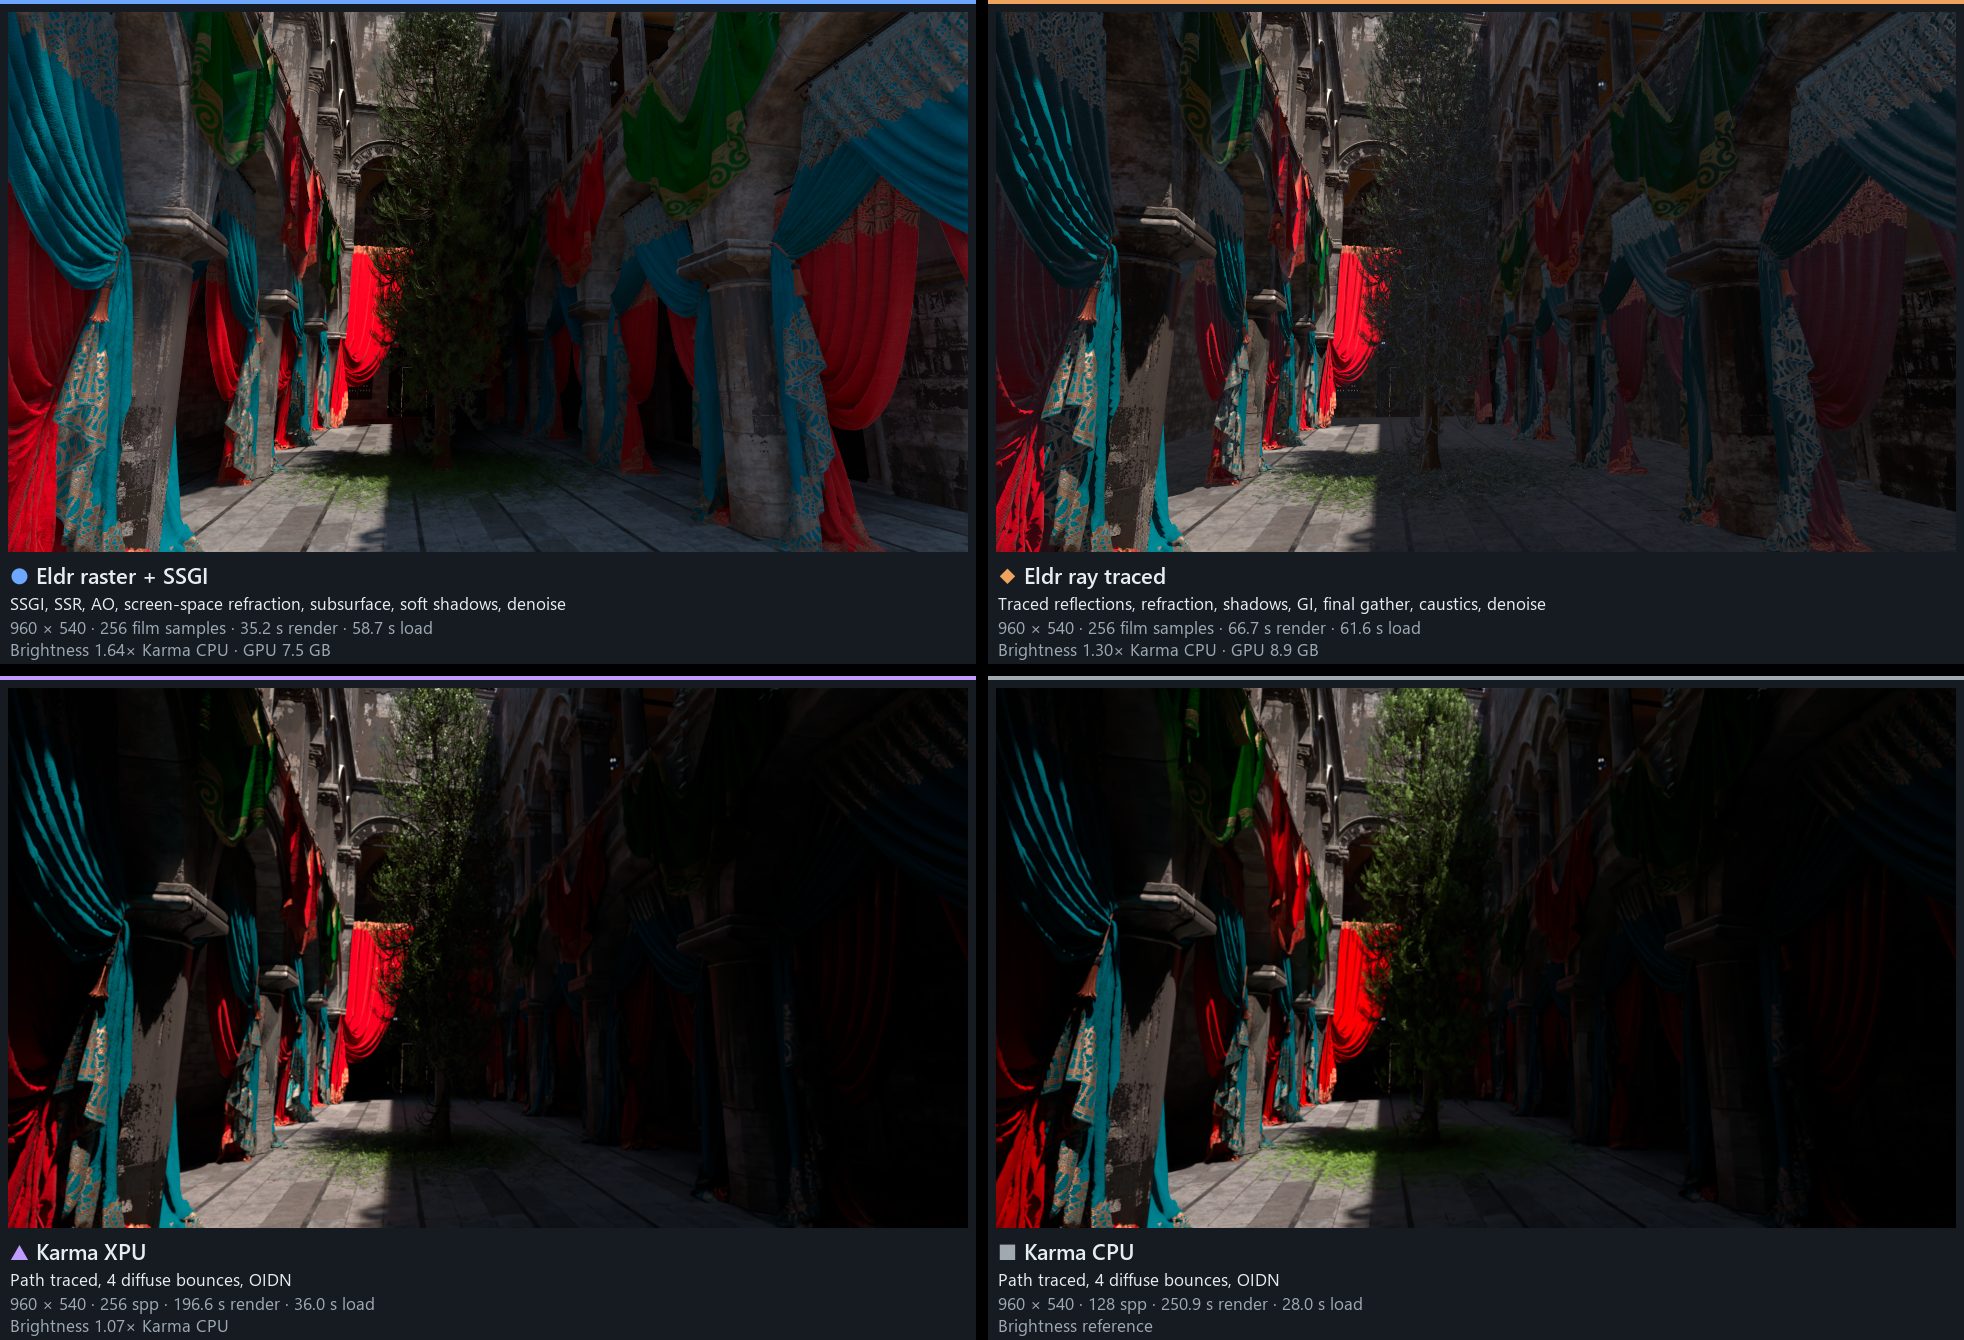 Eldr raster + SSGI
SSGI, SSR, AO, screen-space refraction, subsurface, soft shadows, denoise
960 × 540 · 256 film samples · 35.2 s render · 58.7 s load
Brightness 1.64× Karma CPU · GPU 7.5 GB
Eldr ray traced
Traced reflections, refraction, shadows, GI, final gather, caustics, denoise
960 × 540 · 256 film samples · 66.7 s render · 61.6 s load
Brightness 1.30× Karma CPU · GPU 8.9 GB
Karma XPU
Path traced, 4 diffuse bounces, OIDN
960 × 540 · 256 spp · 196.6 s render · 36.0 s load
Brightness 1.07× Karma CPU
Karma CPU
Path traced, 4 diffuse bounces, OIDN
960 × 540 · 128 spp · 250.9 s render · 28.0 s load
Brightness reference